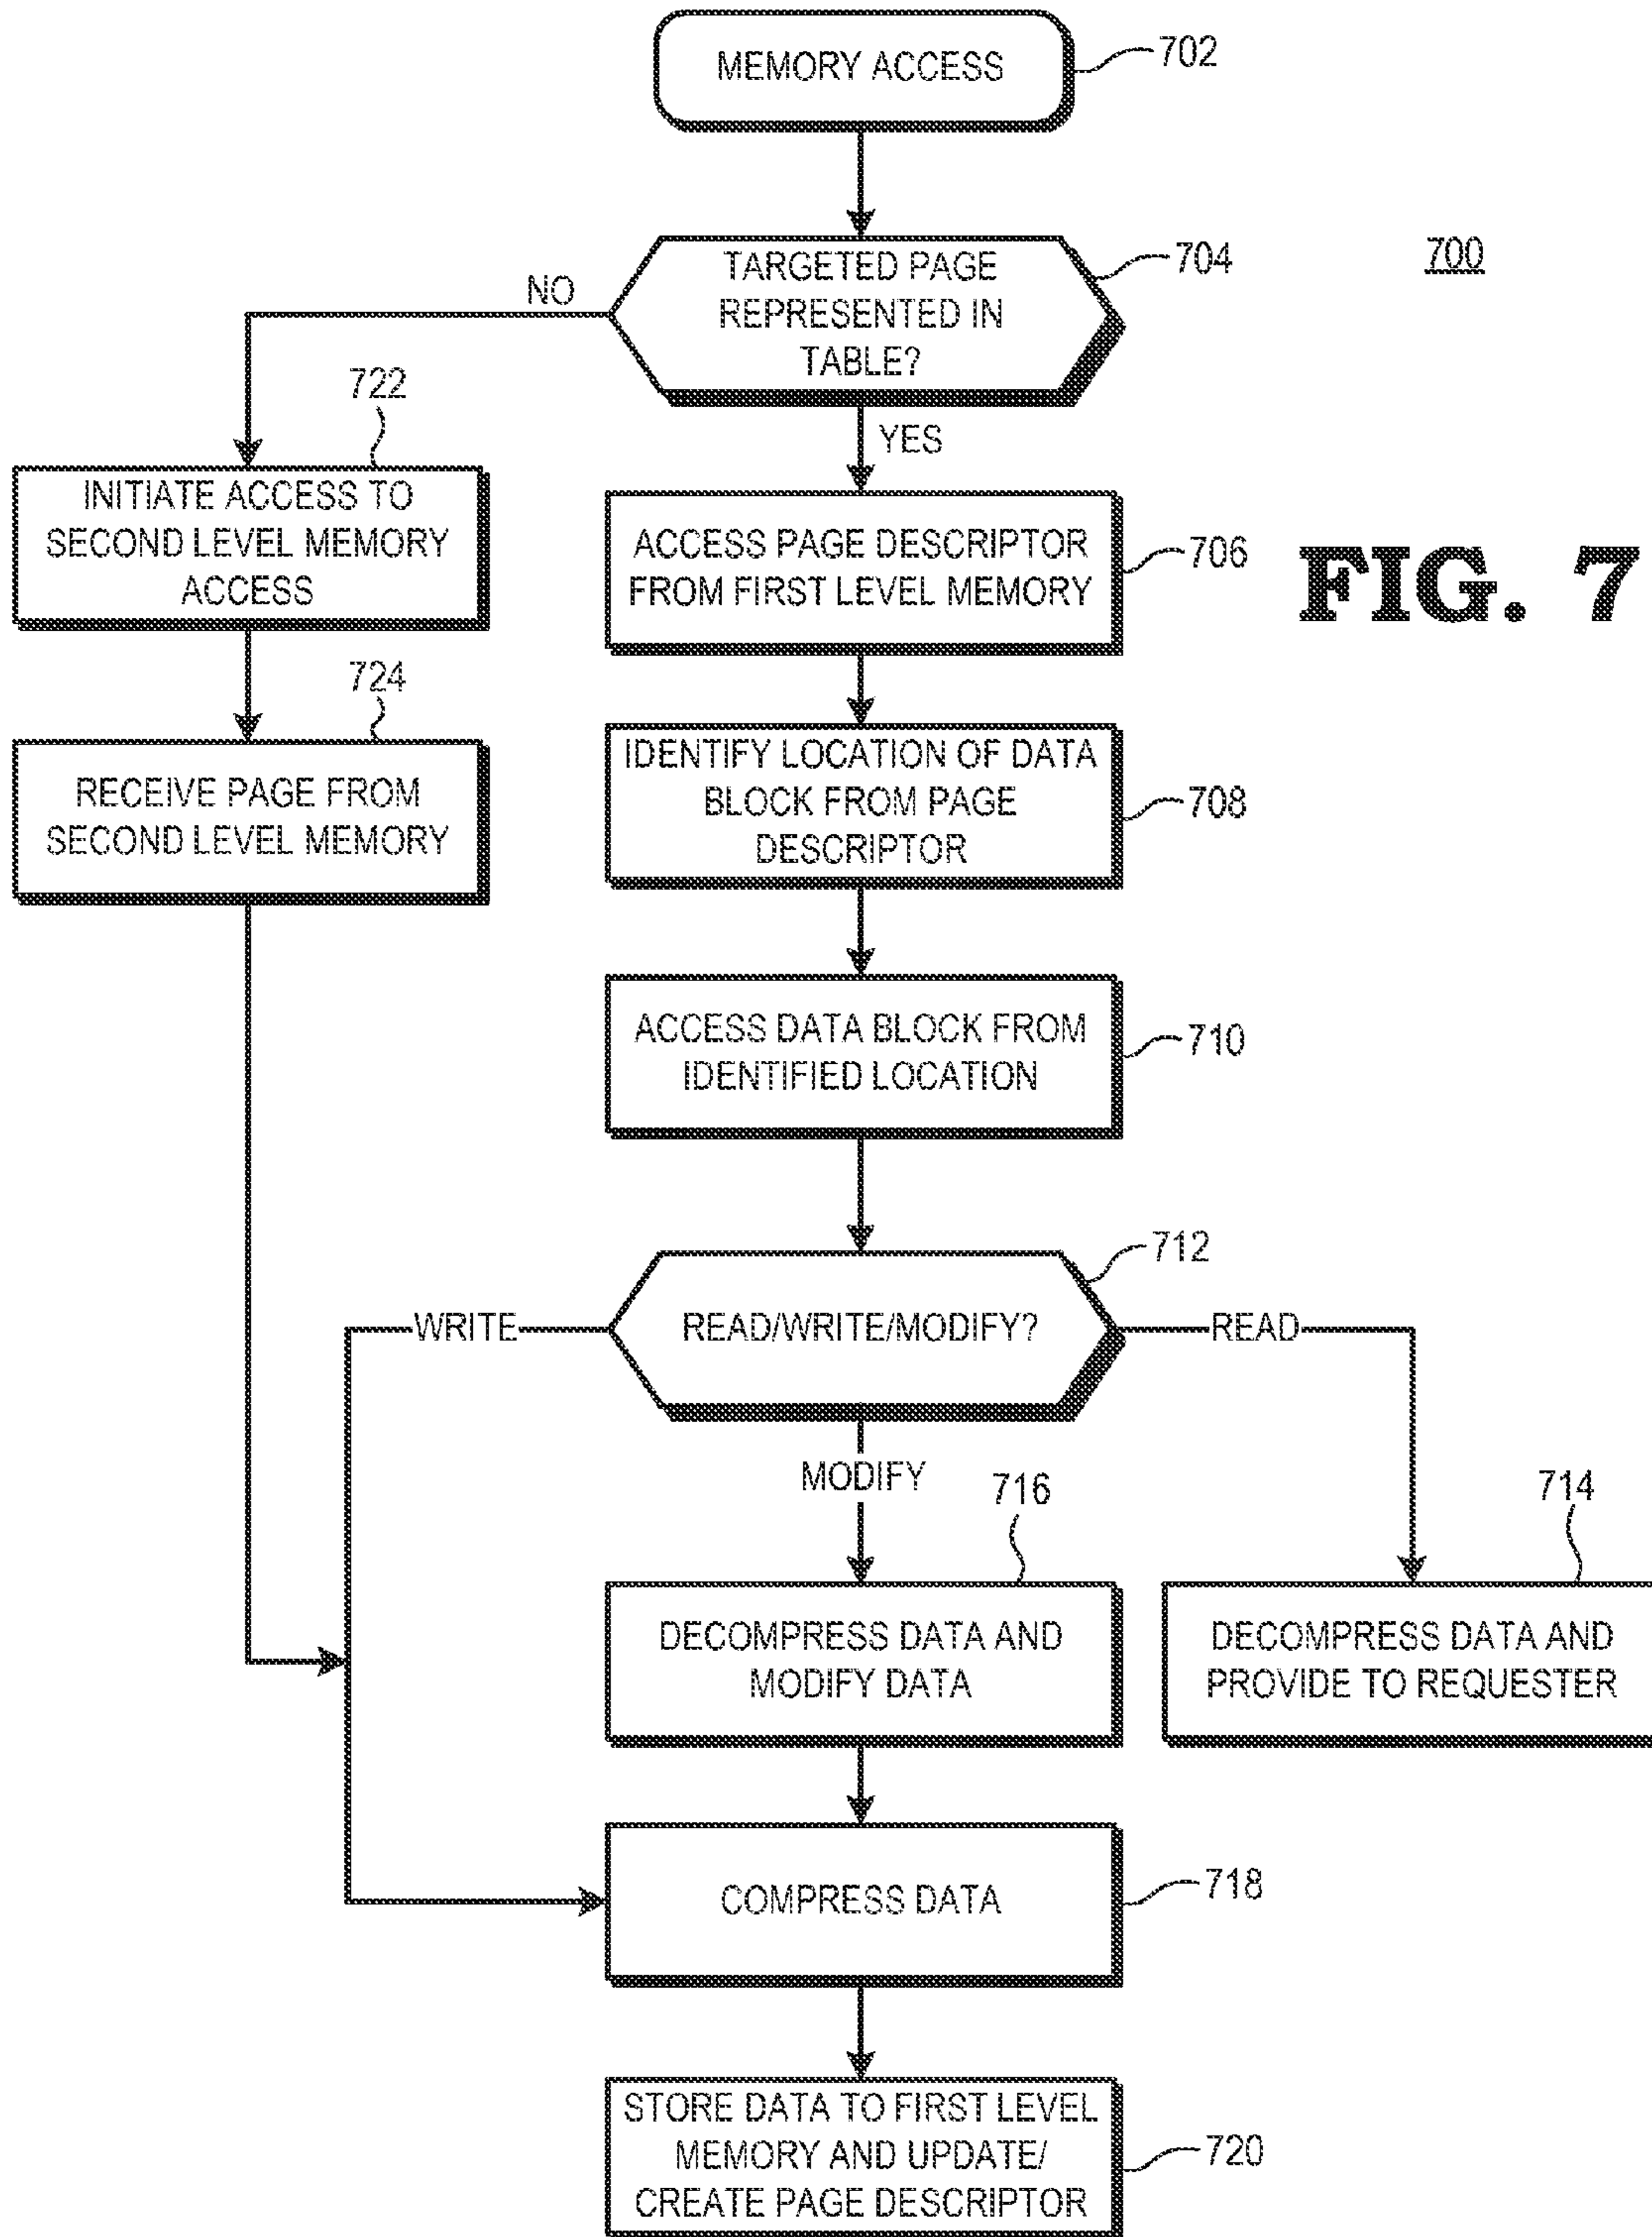 MEMORY ACCESS
702
TARGETED PAGE
REPRESENTED IN
TABLE?
704
700
NO
YES
722
INITIATE ACCESS TO
SECOND LEVEL MEMORY
ACCESS
ACCESS PAGE DESCRIPTOR
FROM FIRST LEVEL MEMORY
706
FIG. 7
724
RECEIVE PAGE FROM
SECOND LEVEL MEMORY
IDENTIFY LOCATION OF DATA
BLOCK FROM PAGE
DESCRIPTOR
708
ACCESS DATA BLOCK FROM
IDENTIFIED LOCATION
710
712
WRITE
READ/WRITE/MODIFY?
READ
MODIFY
716
714
DECOMPRESS DATA AND
MODIFY DATA
DECOMPRESS DATA AND
PROVIDE TO REQUESTER
COMPRESS DATA
718
STORE DATA TO FIRST LEVEL
MEMORY AND UPDATE/
CREATE PAGE DESCRIPTOR
720